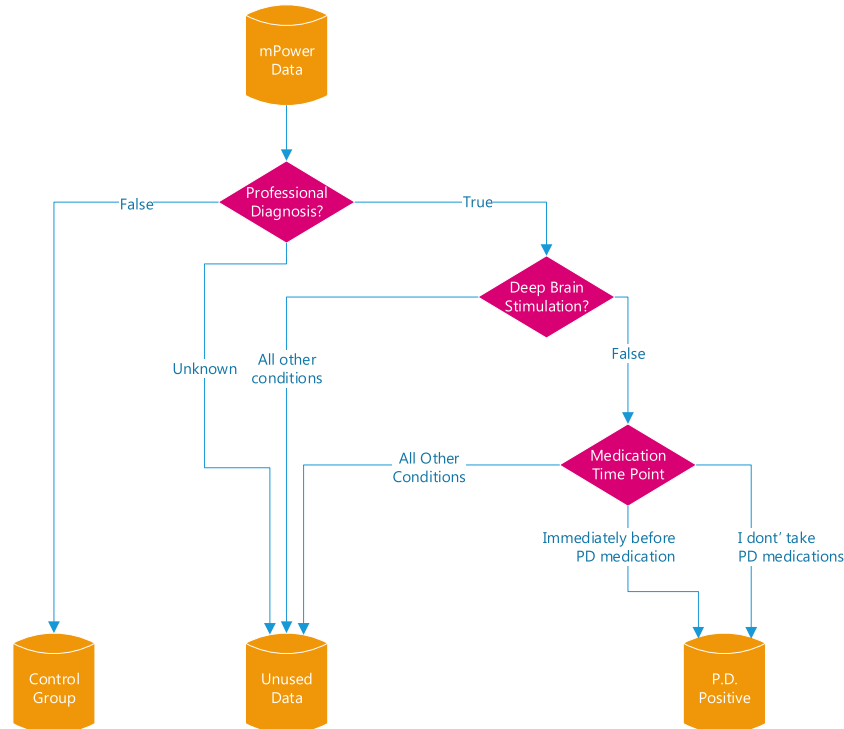 mPower
Data
Professional
Diagnosis?
False
True
Deep Brain
Stimulation?
Unknown
All other
conditions
False
All Other
Conditions
Medication
Time Point
Immediately before
PD medication
I dont’ take
PD medications
Control
Group
Unused
Data
P.D.
Positive